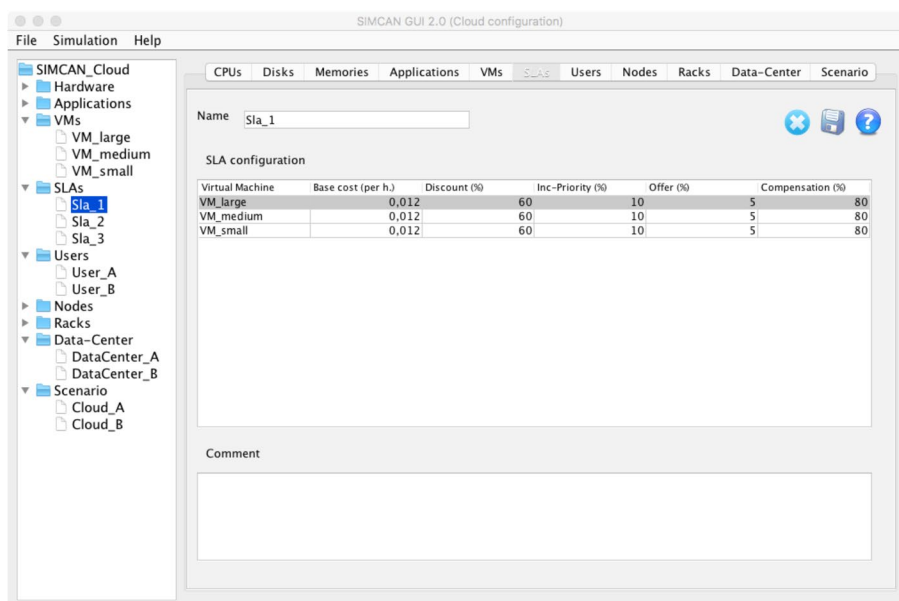 SIMCAN GUI 2.0 (Cloud configuration)
File Simulation Help
SIMCAN_Cloud
Hardware
Applications
VMs
VM_large
VM_medium
VM_small
SLAs
Sla_1
Sla_2
Sla_3
Users
User_A
User_B
Nodes
Racks
Data-Center
DataCenter_A
DataCenter_B
Scenario
Cloud_A
Cloud_B
CPUs Disks Memories Applications VMs SLAs Users Nodes Racks Data-Center Scenario
Name Sla_1
?
SLA configuration
Virtual Machine Base cost (per h.) Discount (%) Inc-Priority (%) Offer (%) Compensation (%)
VM_large 0,012 60 10 5 80
VM_medium 0,012 60 10 5 80
VM_small 0,012 60 10 5 80
Comment